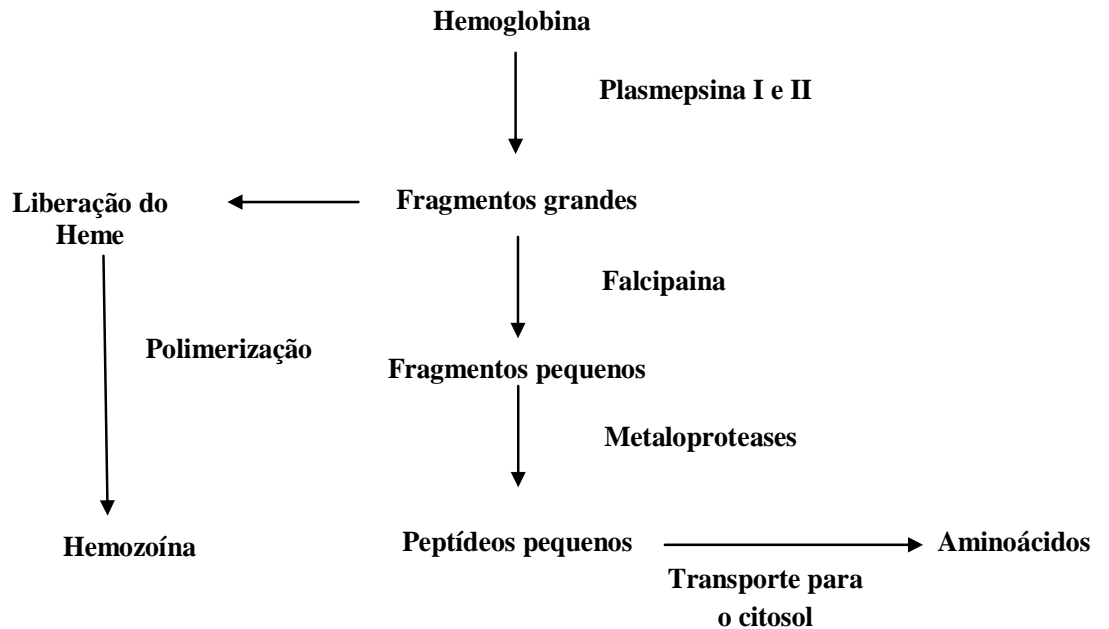 Hemoglobina
Plasmepsina I e II
Liberação do
Heme
Fragmentos grandes
Falcipaina
Polimerização
Fragmentos pequenos
Metaloproteases
Hemozoína
Peptídeos pequenos
Aminoácidos
Transporte para
o citosol